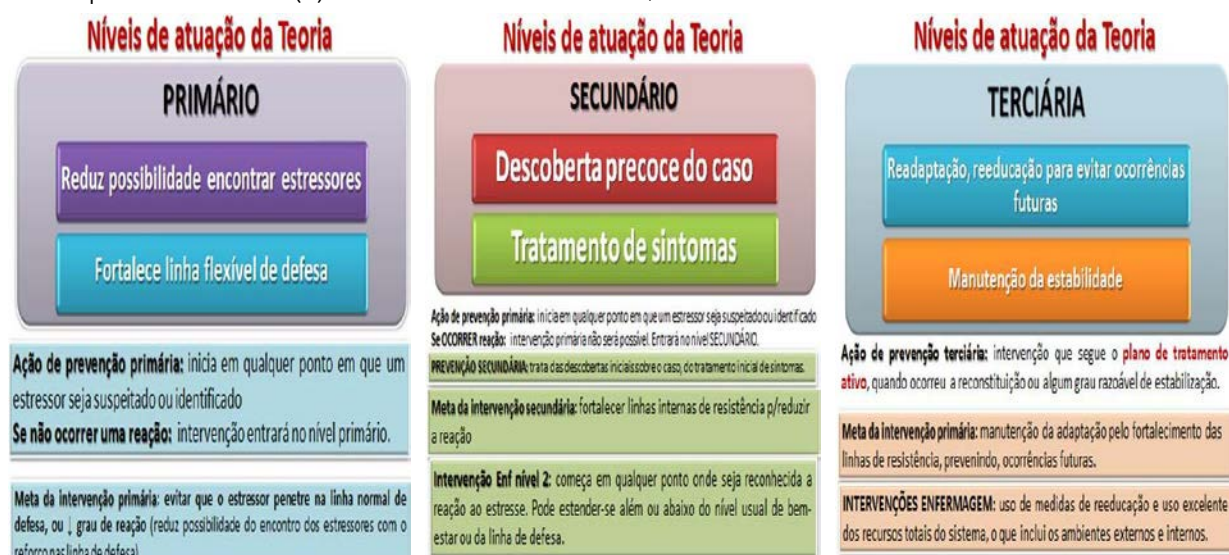 Níveis de atuação da Teoria
PRIMÁRIO
Reduz possibilidade encontrar estressores
Fortalece linha flexível de defesa
Ação de prevenção primária: inicia em qualquer ponto em que um
estressor seja suspeitado ou identificado
Se não ocorrer uma reação: intervenção entrará no nível primário.
Meta da intervenção primária: evitar que o estressor penetre na linha normal de
defesa, ou ↓ grau de reação (reduz possibilidade do encontro dos estressores com o
reforço nas linha de defesa)
Níveis de atuação da Teoria
SECUNDÁRIO
Descoberta precoce do caso
Tratamento de sintomas
Ação de prevenção primária: inicia em qualquer ponto em que um estressor seja suspeitado ou identificado
Se OCORRER reação: intervenção primária não será possível. Entrará no nível SECUNDÁRIO.
PREVENÇÃO SECUNDÁRIA: trata das descobertas iniciais sobre o caso, do tratamento inicial de sintomas.
Meta da intervenção secundária: fortalecer linhas internas de resistência p/reduzir
a reação
Intervenção Enf nível 2: começa em qualquer ponto onde seja reconhecida a
reação ao estresse. Pode estender-se além ou abaixo do nível usual de bem-
estar ou da linha de defesa.
Níveis de atuação da Teoria
TERCIÁRIA
Readaptação, reeducação para evitar ocorrências
futuras
Manutenção da estabilidade
Ação de prevenção terciária: intervenção que segue o plano de tratamento
ativo, quando ocorreu a reconstituição ou algum grau razoável de estabilização.
Meta da intervenção primária: manutenção da adaptação pelo fortalecimento das
linhas de resistência, prevenindo, ocorrências futuras.
INTERVENÇÕES ENFERMAGEM: uso de medidas de reeducação e uso excelente
dos recursos totais do sistema, o que inclui os ambientes externos e internos.